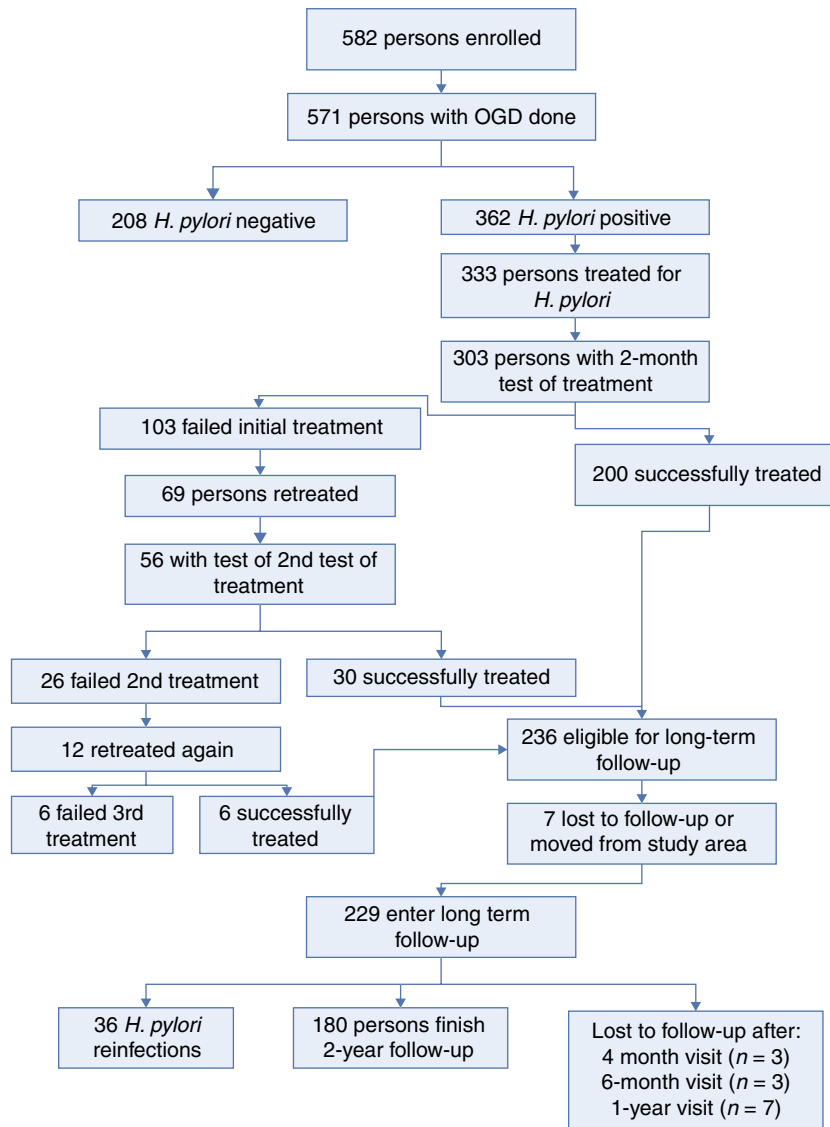 582 persons enrolled
571 persons with OGD done
208 H. pylori negative
362 H. pylori positive
333 persons treated for
H. pylori
303 persons with 2-month
test of treatment
103 failed initial treatment
200 successfully treated
69 persons retreated
56 with test of 2nd test of
treatment
26 failed 2nd treatment
30 successfully treated
12 retreated again
236 eligible for long-term
follow-up
6 failed 3rd
treatment
6 successfully
treated
7 lost to follow-up or
moved from study area
229 enter long term
follow-up
36 H. pylori
reinfections
180 persons finish
2-year follow-up
Lost to follow-up after:
4 month visit (n = 3)
6-month visit (n = 3)
1-year visit (n = 7)